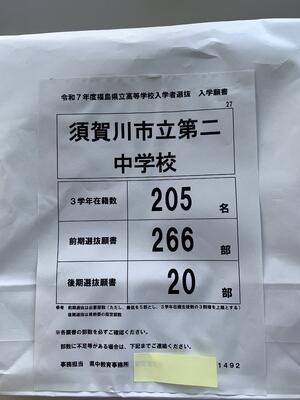 令和7年度福島県立高等学校入学者選抜　入学願書
27
須賀川市立第二
中学校
3学年在籍数　205　名
前期選抜願書　266　部
後期選抜願書　20　部
※各願書の部数を必ずご確認ください。
部数に不足等がある場合は、下記までご連絡ください。
事務担当　県中教育事務所
1492